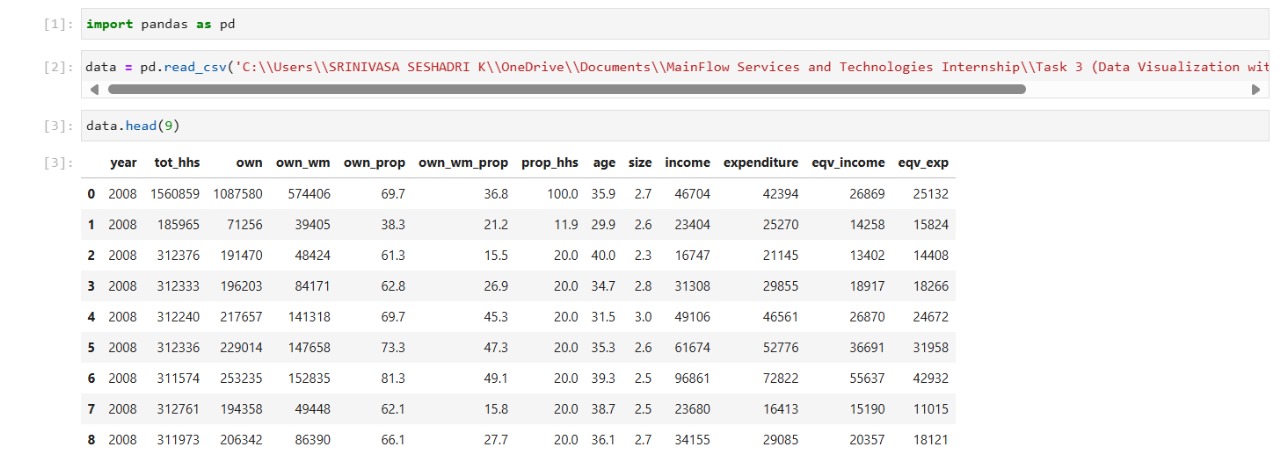 [1]: import pandas as pd
[2]: data = pd.read_csv('C:\\Users\\SRINIVASA SESHADRI K\\OneDrive\\Documents\\MainFlow Services and Technologies Internship\\Task 3 (Data Visualization wit
[3]: data.head(9)
[3]: year tot_hhs own own_wm own_prop own_wm_prop prop_hhs age size income expenditure eqv_income eqv_exp
0 2008 1560859 1087580 574406 69.7 36.8 100.0 35.9 2.7 46704 42394 26869 25132
1 2008 185965 71256 39405 38.3 21.2 11.9 29.9 2.6 23404 25270 14258 15824
2 2008 312376 191470 48424 61.3 15.5 20.0 40.0 2.3 16747 21145 13402 14408
3 2008 312333 196203 84171 62.8 26.9 20.0 34.7 2.8 31308 29855 18917 18266
4 2008 312240 217657 141318 69.7 45.3 20.0 31.5 3.0 49106 46561 26870 24672
5 2008 312336 229014 147658 73.3 47.3 20.0 35.3 2.6 61674 52776 36691 31958
6 2008 311574 253235 152835 81.3 49.1 20.0 39.3 2.5 96861 72822 55637 42932
7 2008 312761 194358 49448 62.1 15.8 20.0 38.7 2.5 23680 16413 15190 11015
8 2008 311973 206342 86390 66.1 27.7 20.0 36.1 2.7 34155 29085 20357 18121